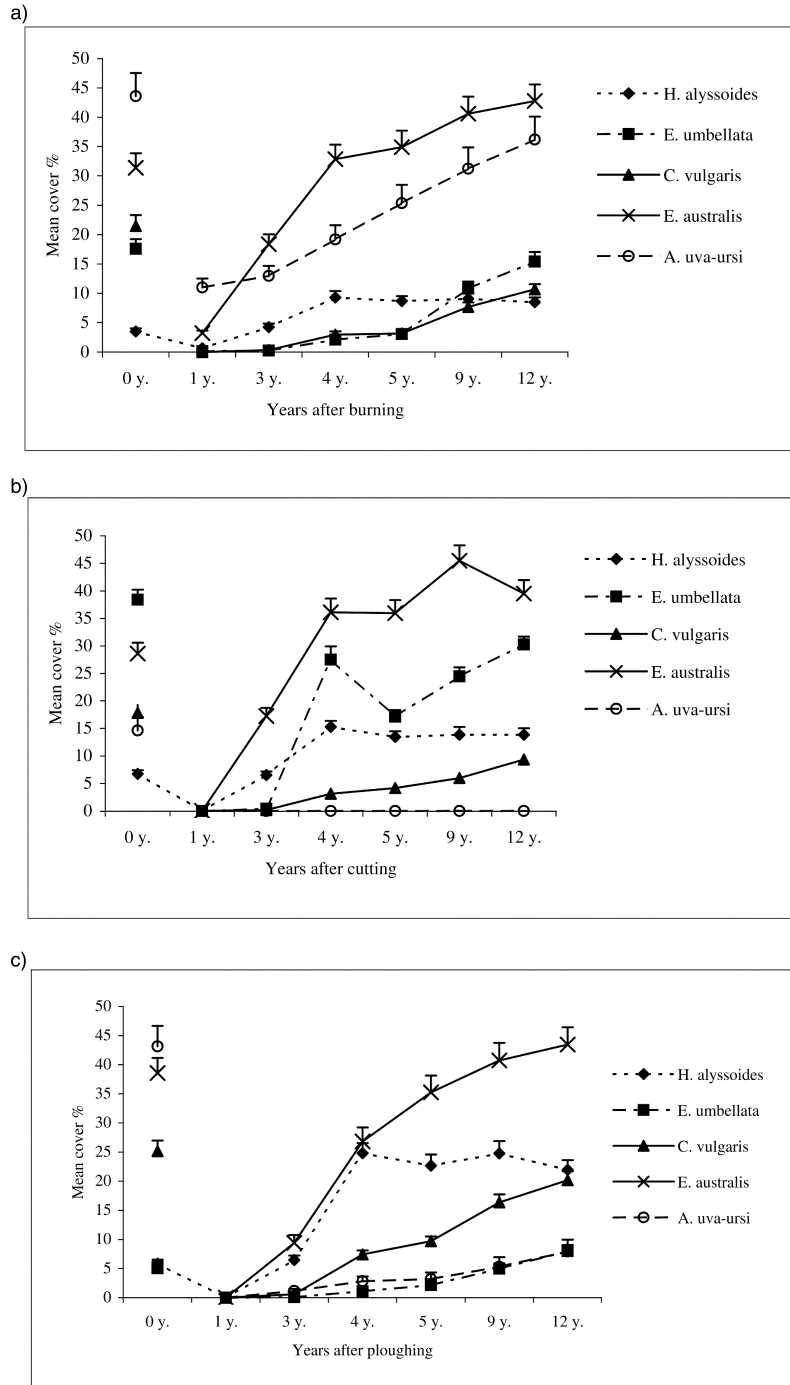 a)
50
45
40
35
30
25
20
15
10
5
0
Mean cover %
0 y. 1 y. 3 y. 4 y. 5 y. 9 y. 12 y.
Years after burning
H. alyssoides
E. umbellata
C. vulgaris
E. australis
A. uva-ursi
b)
50
45
40
35
30
25
20
15
10
5
0
Mean cover %
0 y. 1 y. 3 y. 4 y. 5 y. 9 y. 12 y.
Years after cutting
H. alyssoides
E. umbellata
C. vulgaris
E. australis
A. uva-ursi
c)
50
45
40
35
30
25
20
15
10
5
0
Mean cover %
0 y. 1 y. 3 y. 4 y. 5 y. 9 y. 12 y.
Years after ploughing
H. alyssoides
E. umbellata
C. vulgaris
E. australis
A. uva-ursi